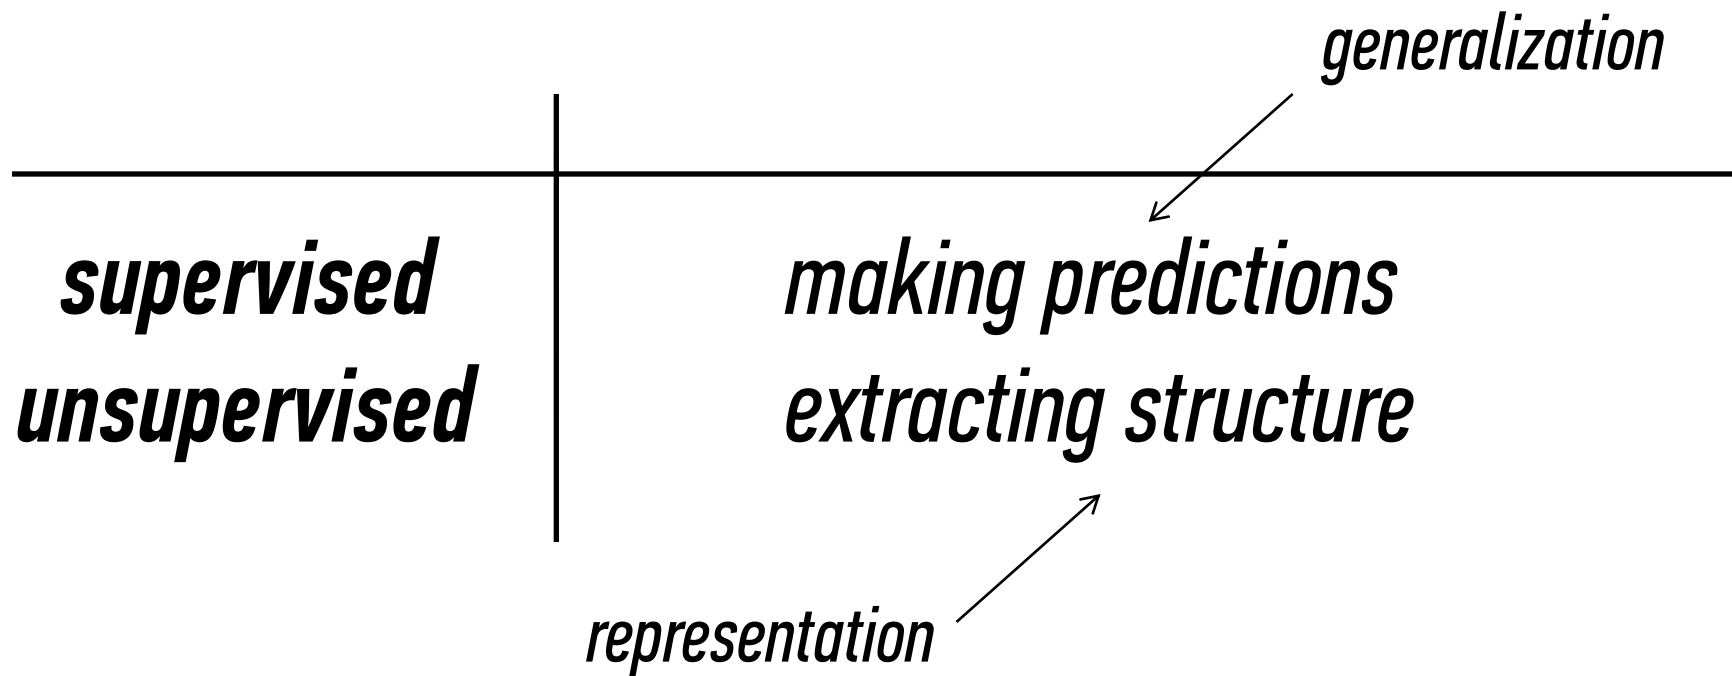 generalization
supervised making predictions
unsupervised extracting structure
representation